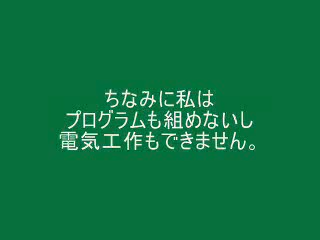 ちなみに私は
プログラムも組めないし
電気工作もできません。